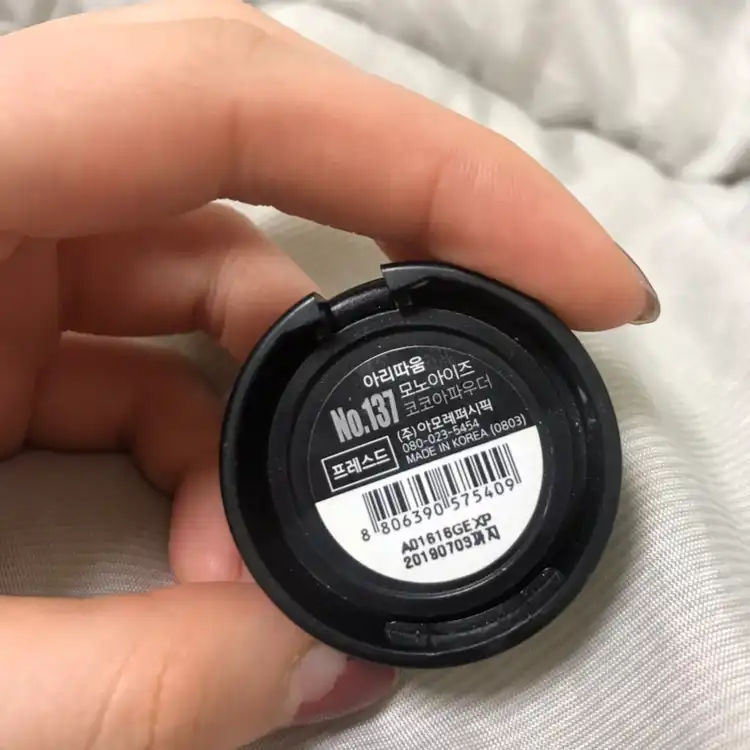 아리따움
No.137 모노아이즈
코코아파우더
프레스드
(주)아모레퍼시픽
080-023-5454
MADE IN KOREA (0803)
8 806390 575409
A01616GEXP
20190703까지